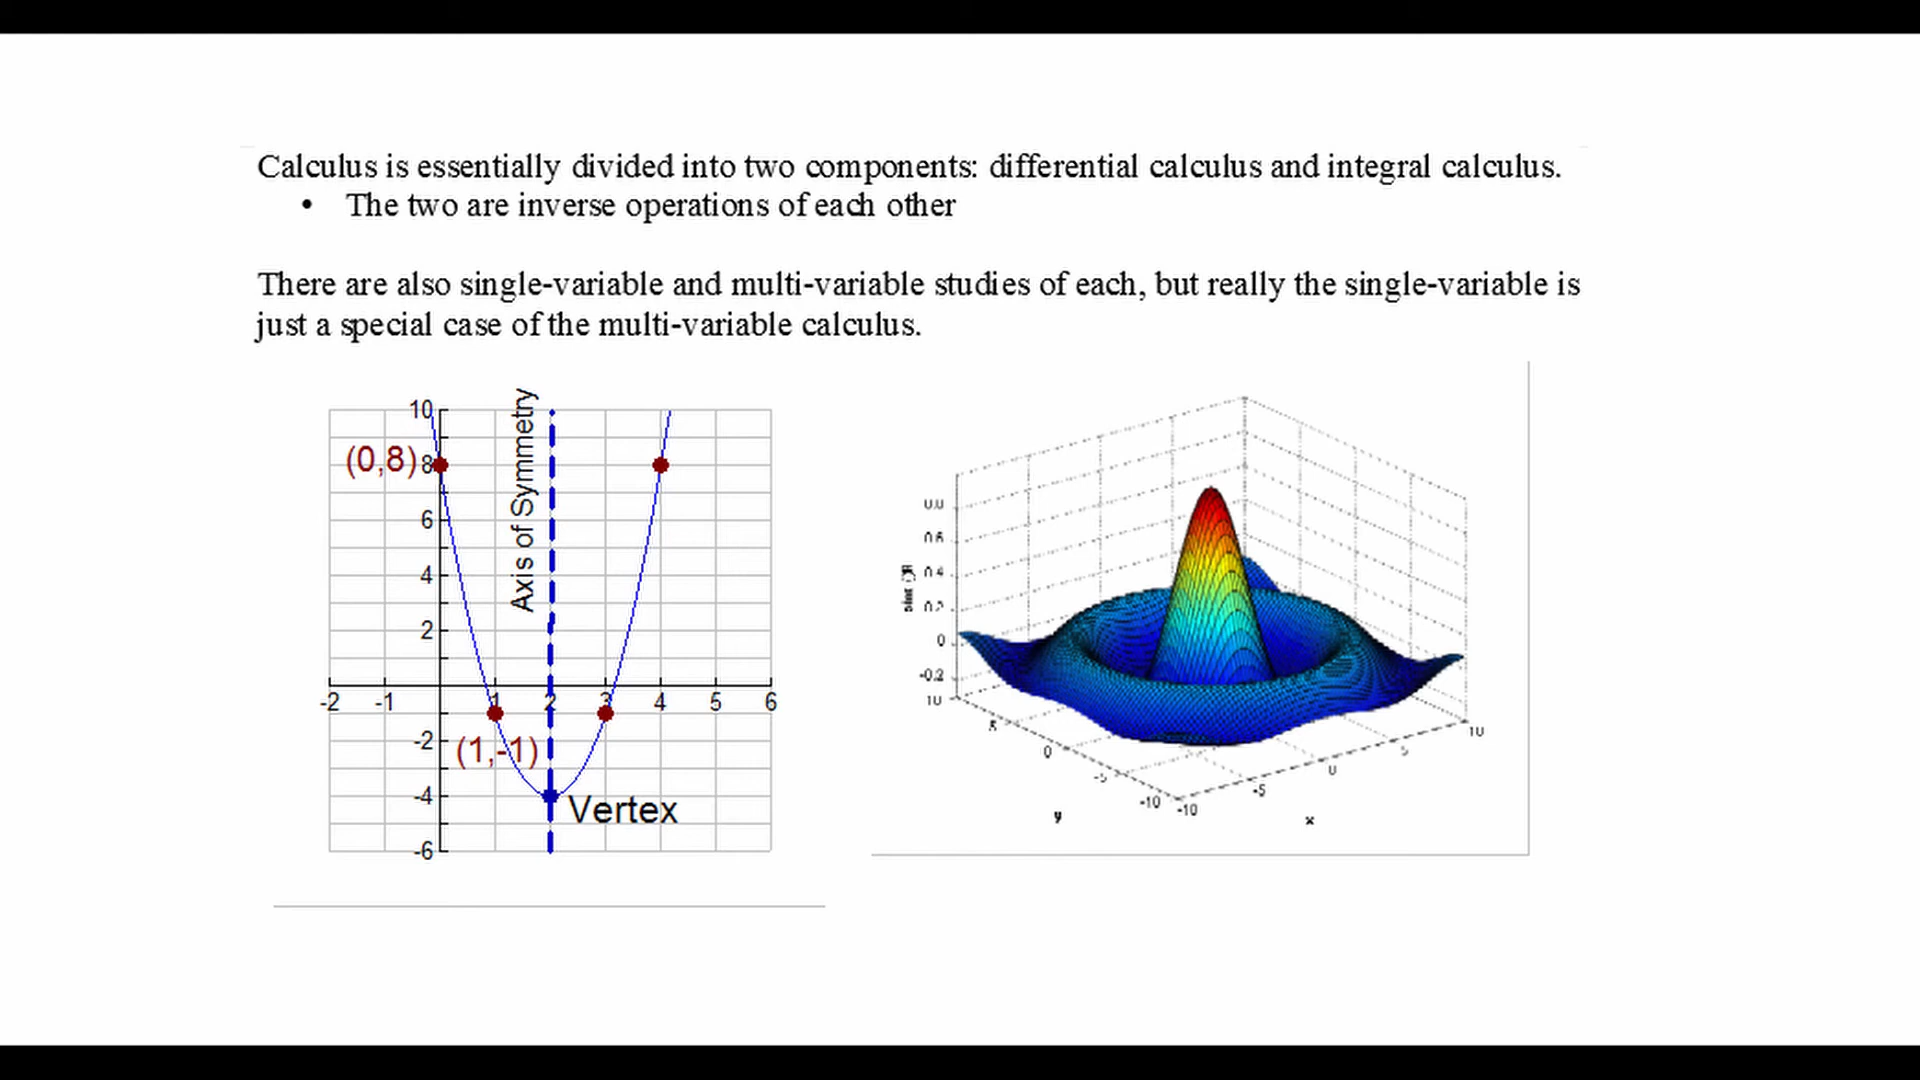 Calculus is essentially divided into two components: differential calculus and integral calculus.
• The two are inverse operations of each other
There are also single-variable and multi-variable studies of each, but really the single-variable is
just a special case of the multi-variable calculus.
Axis of Symmetry
10
(0,8) 8
6
4
2
-2 -1 1 2 3 4 5 6
-2
(1,-1)
-4
Vertex
-6
0.6
0.4
0.2
0
-0.2
10 5 0 -5 -10
-10 -5 0 5 10
y
x